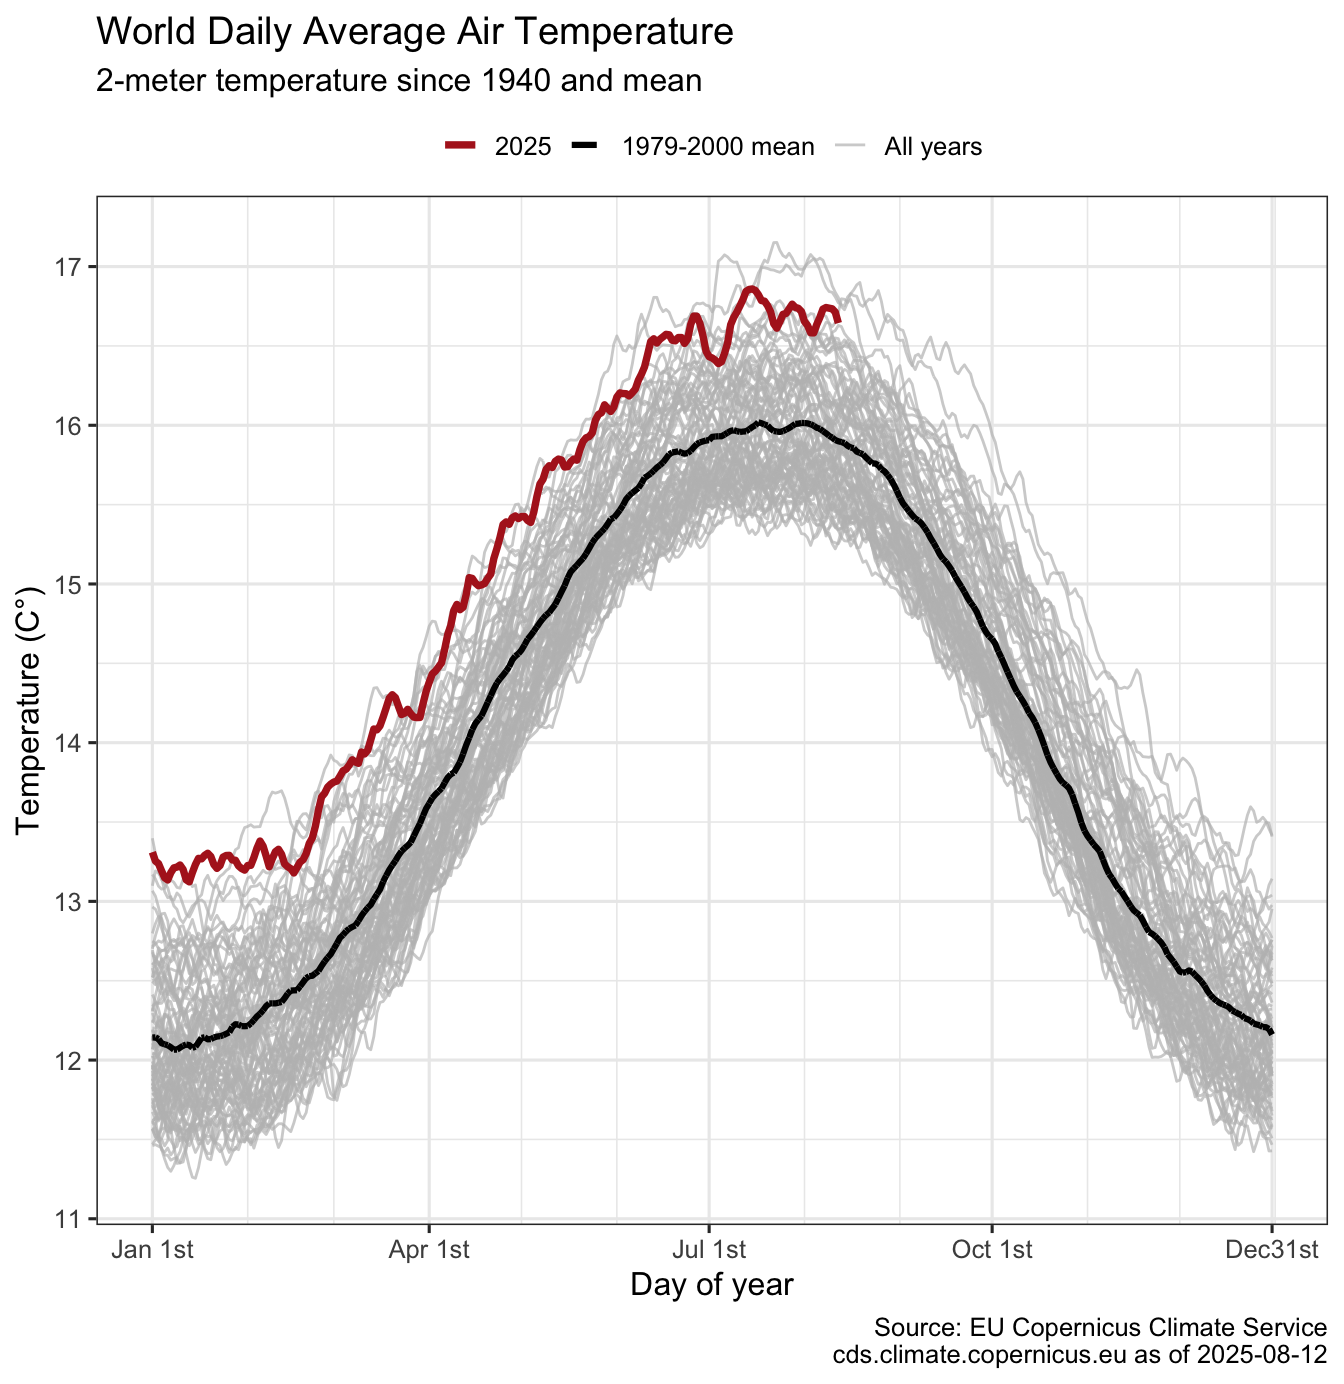 World Daily Average Air Temperature
2-meter temperature since 1940 and mean
2025 1979-2000 mean All years
Temperature (C°)
17
16
15
14
13
12
11
Jan 1st Apr 1st Jul 1st Oct 1st Dec31st
Day of year
Source: EU Copernicus Climate Service
cds.climate.copernicus.eu as of 2025-08-12